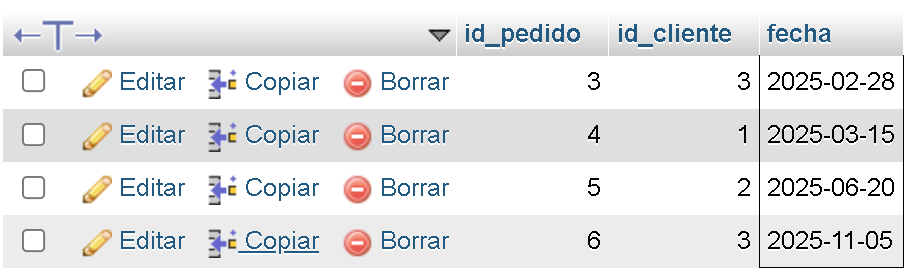 id_pedido id_cliente fecha
Editar Copiar Borrar 3 3 2025-02-28
Editar Copiar Borrar 4 1 2025-03-15
Editar Copiar Borrar 5 2 2025-06-20
Editar Copiar Borrar 6 3 2025-11-05